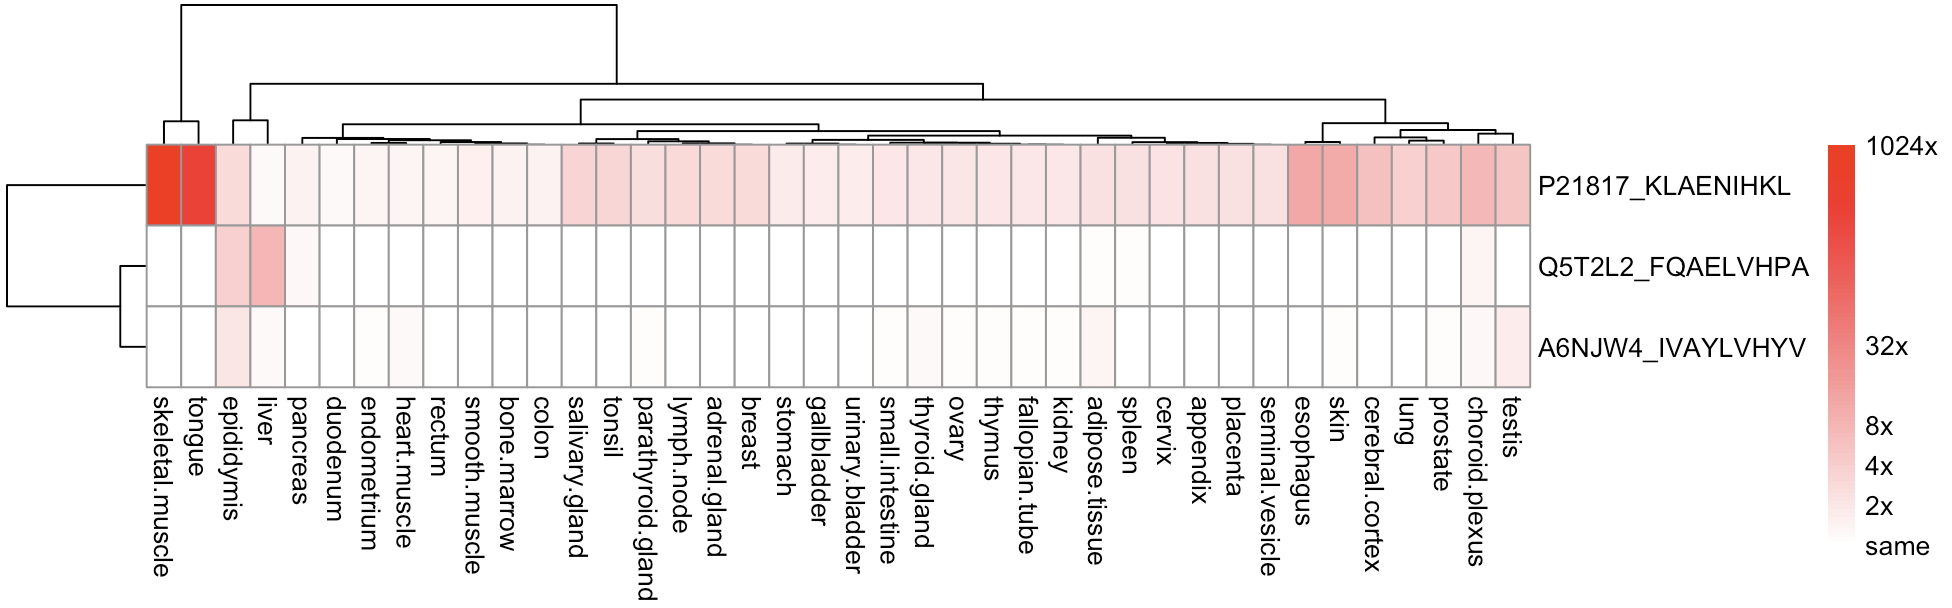 1024x
P21817_KLAENIHKL
Q5T2L2_FQAELVHPA
32x
A6NJW4_IVAYLVHYV
8x
4x
2x
same
skeletal.muscle
tongue
epididymis
liver
pancreas
duodenum
endometrium
heart.muscle
rectum
smooth.muscle
bone.marrow
colon
salivary.gland
tonsil
parathyroid.gland
lymph.node
adrenal.gland
breast
stomach
gallbladder
urinary.bladder
small.intestine
thyroid.gland
ovary
thymus
fallopian.tube
kidney
adipose.tissue
spleen
cervix
appendix
placenta
seminal.vesicle
esophagus
skin
cerebral.cortex
lung
prostate
choroid.plexus
testis